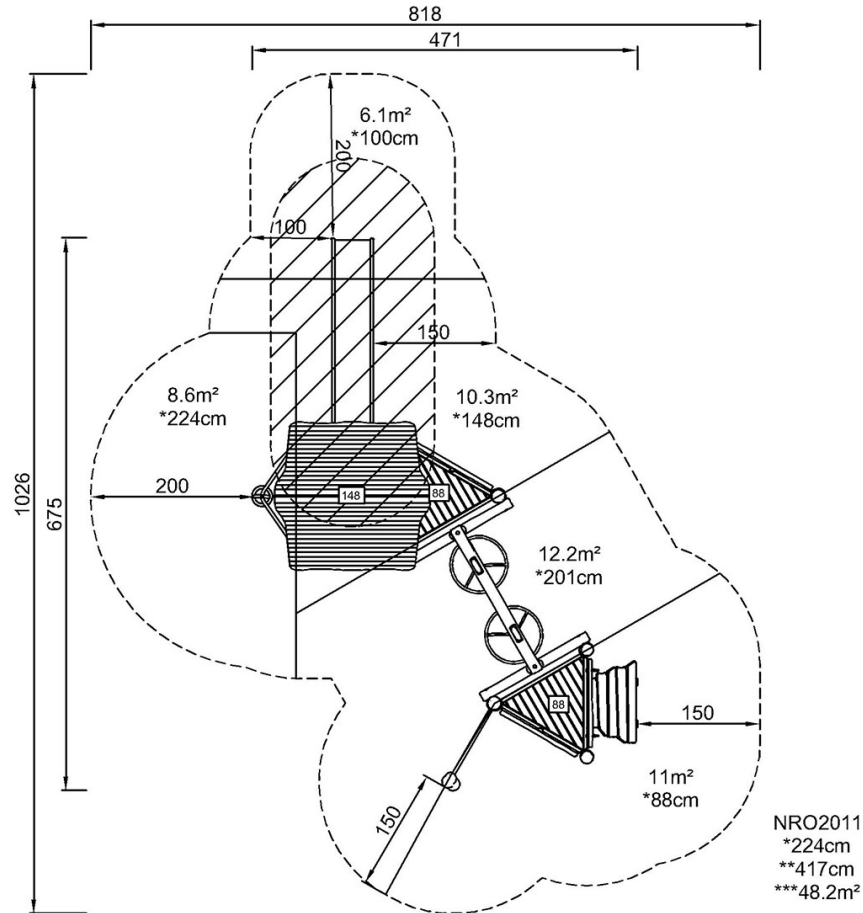 818
471
6.1m²
*100cm
200
100
150
8.6m²
*224cm
10.3m²
*148cm
1026
675
200
148
88
12.2m²
*201cm
88
150
11m²
*88cm
150
NRO2011
*224cm
**417cm
***48.2m²